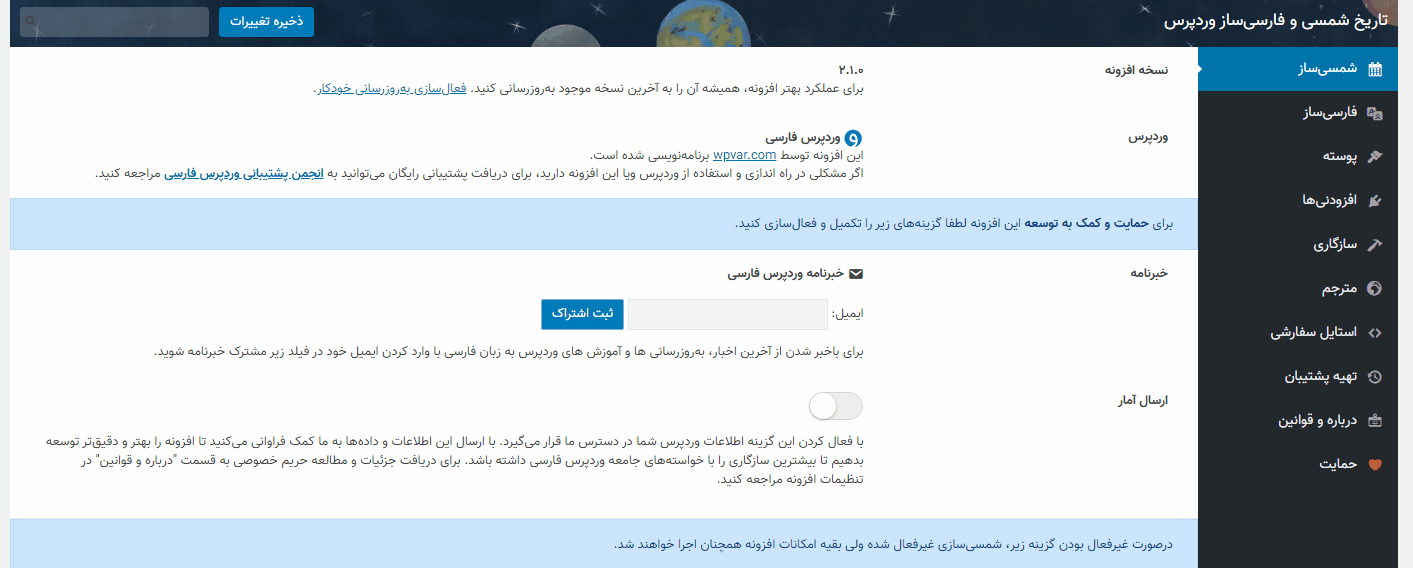 تاریخ شمسی و فارسی‌ساز وردپرس
ذخیره تغییرات
شمسی‌ساز
فارسی‌ساز
پوسته
افزودنی‌ها
سازگاری
مترجم
استایل سفارشی
تهیه پشتیبان
درباره و قوانین
حمایت
نسخه افزونه
۲.۱.۰
برای عملکرد بهتر افزونه، همیشه آن را به آخرین نسخه موجود به‌روزرسانی کنید. فعال‌سازی به‌روزرسانی خودکار.
وردپرس
وردپرس فارسی
این افزونه توسط wpvar.com برنامه‌نویسی شده است.
اگر مشکلی در راه اندازی و استفاده از وردپرس ویا این افزونه دارید، برای دریافت پشتیبانی رایگان می‌توانید به انجمن پشتیبانی وردپرس فارسی مراجعه کنید.
برای حمایت و کمک به توسعه این افزونه لطفا گزینه‌های زیر را تکمیل و فعال‌سازی کنید.
خبرنامه
خبرنامه وردپرس فارسی
ایمیل:
ثبت اشتراک
برای باخبر شدن از آخرین اخبار، به‌روزرسانی ها و آموزش های وردپرس به زبان فارسی با وارد کردن ایمیل خود در فیلد زیر مشترک خبرنامه شوید.
ارسال آمار
با فعال کردن این گزینه اطلاعات وردپرس شما در دسترس ما قرار می‌گیرد. با ارسال این اطلاعات و داده‌ها به ما کمک فراوانی می‌کنید تا افزونه را بهتر و دقیق‌تر توسعه
بدهیم تا بیشترین سازگاری را با خواسته‌های جامعه وردپرس فارسی داشته باشد. برای دریافت جزئیات و مطالعه حریم خصوصی به قسمت "درباره و قوانین" در
تنظیمات افزونه مراجعه کنید.
درصورت غیرفعال بودن گزینه زیر، شمسی‌سازی غیرفعال شده ولی بقیه امکانات افزونه همچنان اجرا خواهند شد.